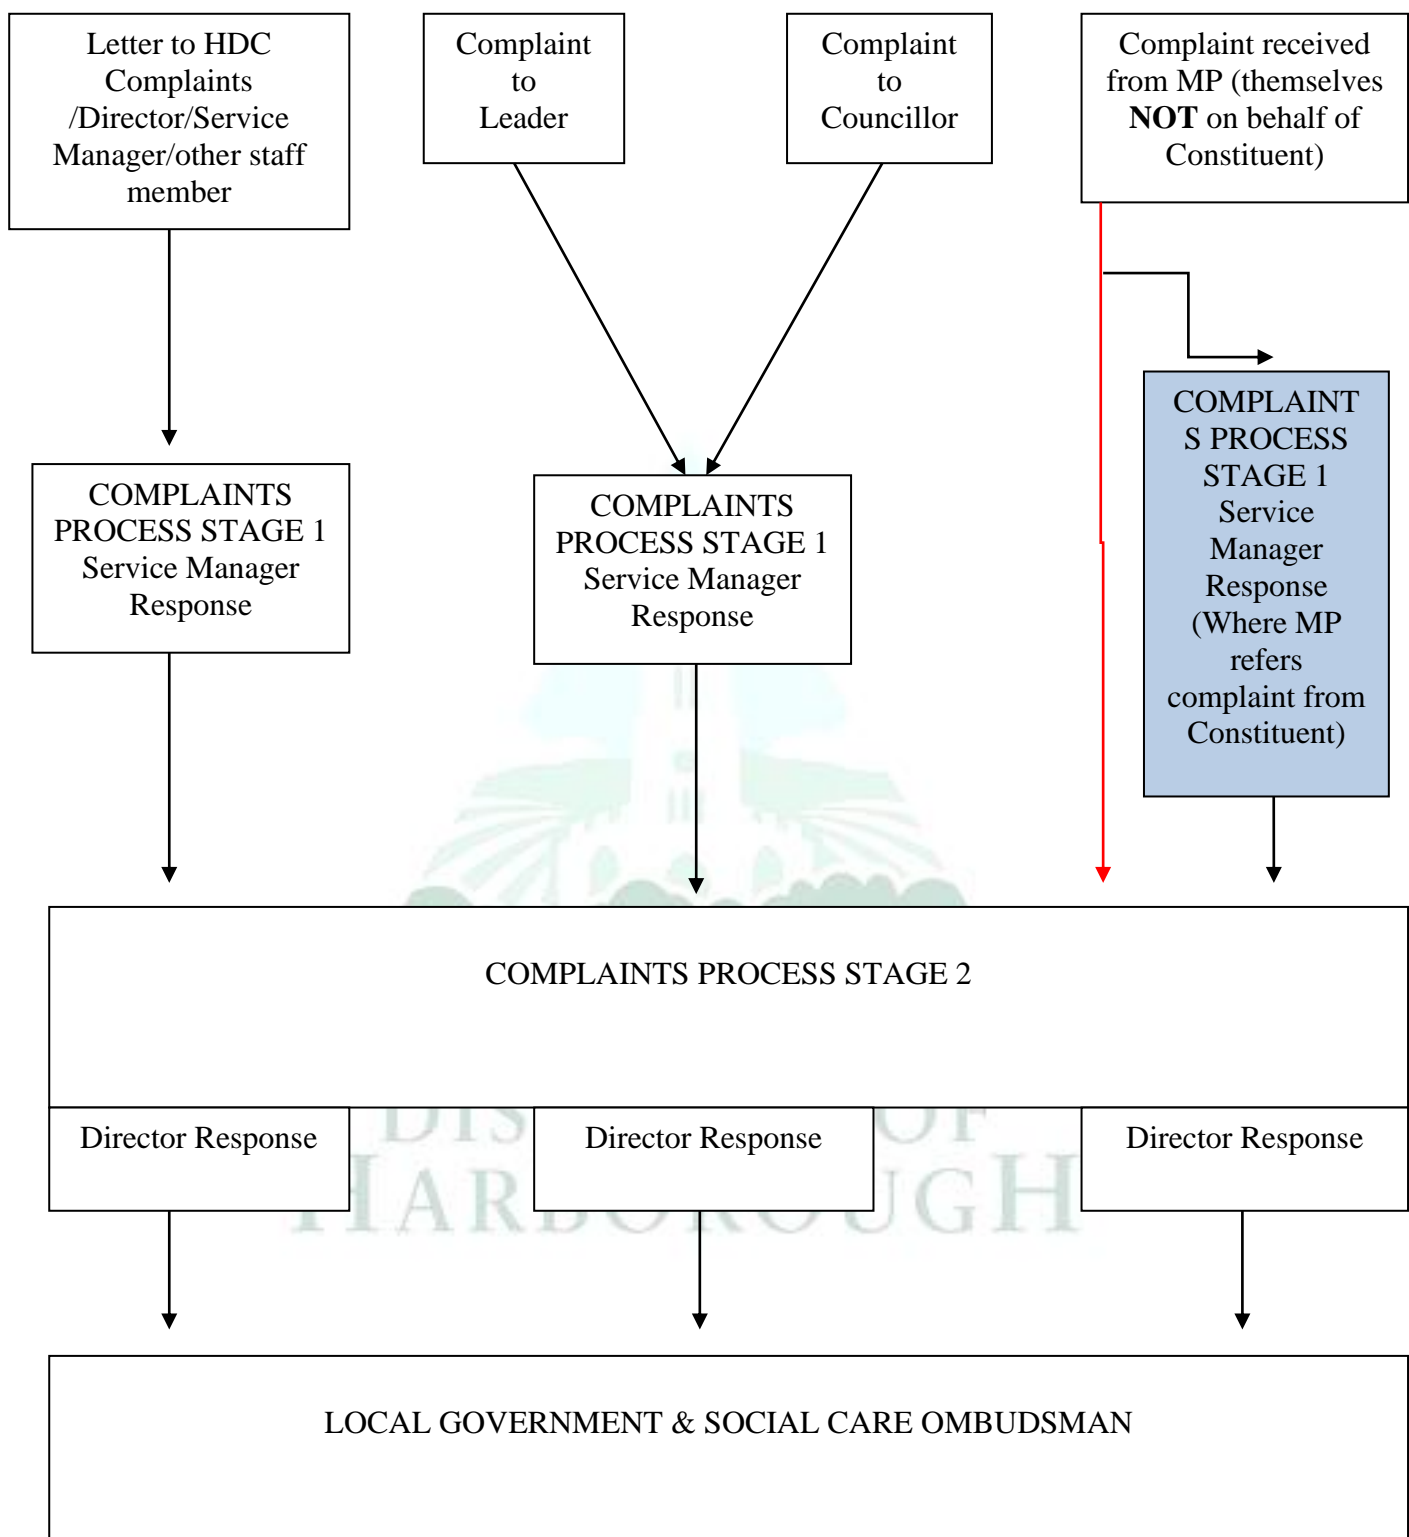 Letter to HDC
Complaints
/Director/Service
Manager/other staff
member
Complaint
to
Leader
Complaint
to
Councillor
Complaint received
from MP (themselves
NOT on behalf of
Constituent)
COMPLAINTS
PROCESS STAGE 1
Service Manager
Response
COMPLAINTS
PROCESS STAGE 1
Service Manager
Response
COMPLAINT
S PROCESS
STAGE 1
Service
Manager
Response
(Where MP
refers
complaint from
Constituent)
COMPLAINTS PROCESS STAGE 2
Director Response
Director Response
Director Response
DIS OF
HARBOROUGH
LOCAL GOVERNMENT & SOCIAL CARE OMBUDSMAN